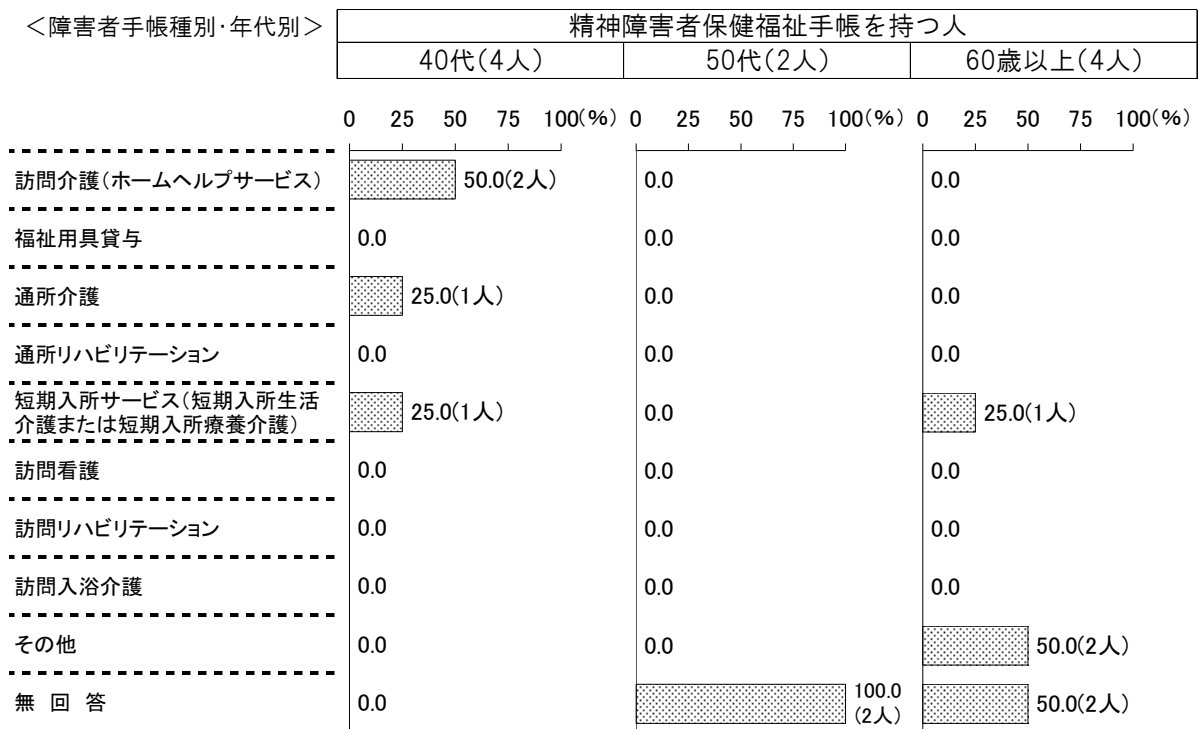 <障害者手帳種別・年代別>
精神障害者保健福祉手帳を持つ人
40代(4人) 50代(2人) 60歳以上(4人)
0 25 50 75 100(%) 0 25 50 75 100(%) 0 25 50 75 100(%)
訪問介護(ホームヘルプサービス) 50.0(2人) 0.0 0.0
福祉用具貸与 0.0 0.0 0.0
通所介護 25.0(1人) 0.0 0.0
通所リハビリテーション 0.0 0.0 0.0
短期入所サービス(短期入所生活
介護または短期入所療養介護) 25.0(1人) 0.0 25.0(1人)
訪問看護 0.0 0.0 0.0
訪問リハビリテーション 0.0 0.0 0.0
訪問入浴介護 0.0 0.0 0.0
その他 0.0 0.0 50.0(2人)
無 回 答 0.0 100.0
(2人) 50.0(2人)